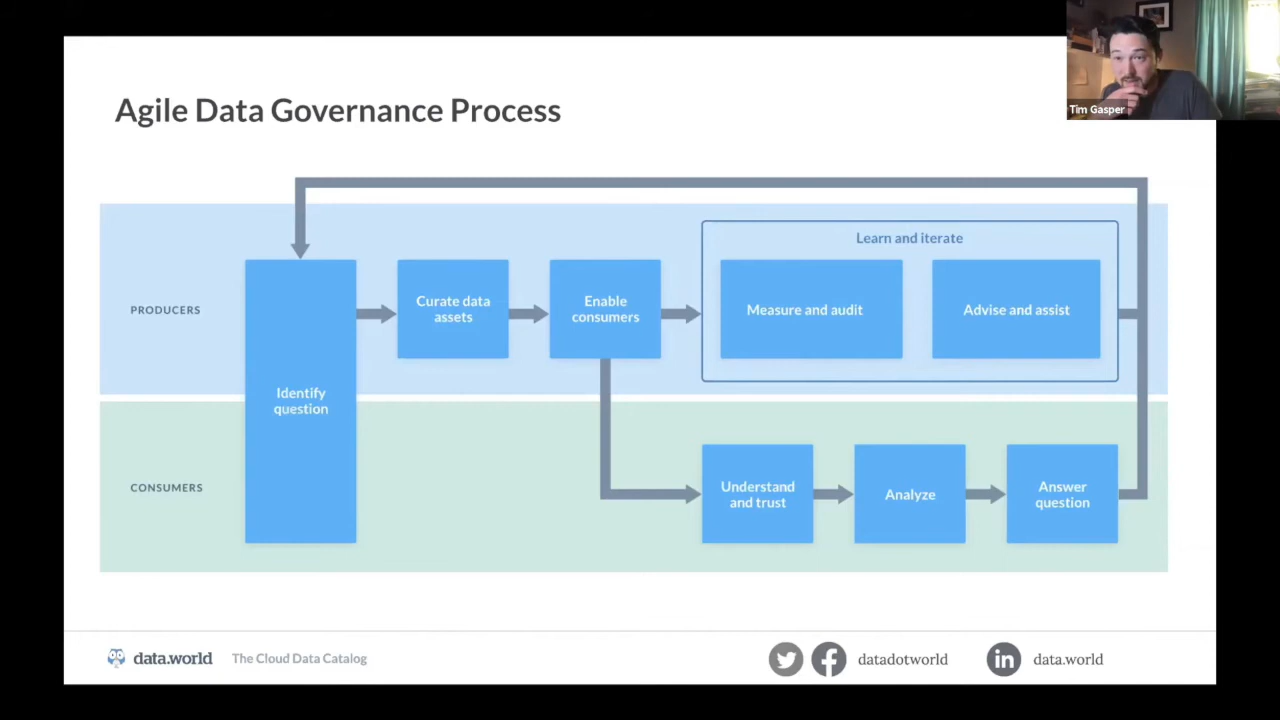 Agile Data Governance Process
Tim Gasper
Learn and iterate
PRODUCERS
Identify
question
Curate data
assets
Enable
consumers
Measure and audit
Advise and assist
CONSUMERS
Understand
and trust
Analyze
Answer
question
data.world
The Cloud Data Catalog
datadotworld
in
data.world